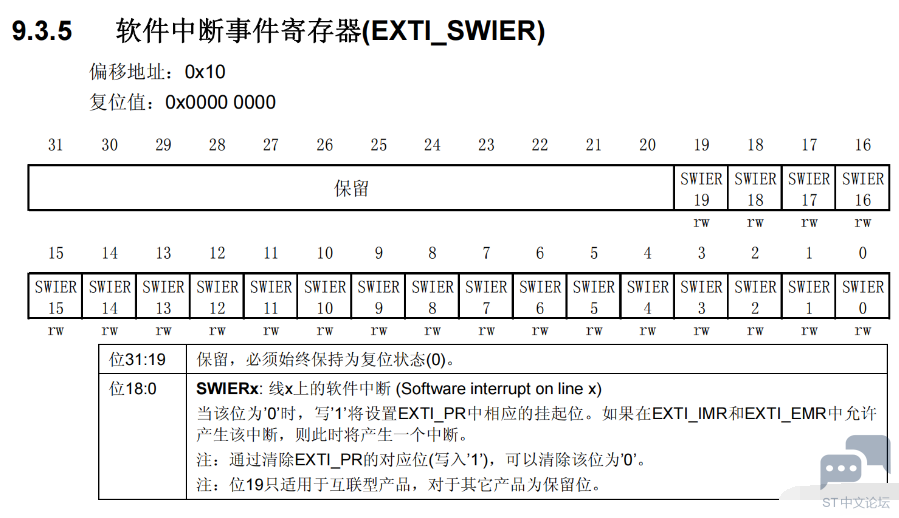 9.3.5 软件中断事件寄存器(EXTI_SWIER)
偏移地址：0x10
复位值：0x0000 0000
31 30 29 28 27 26 25 24 23 22 21 20 19 18 17 16
保留 SWIER 19 SWIER 18 SWIER 17 SWIER 16
rw rw rw rw
15 14 13 12 11 10 9 8 7 6 5 4 3 2 1 0
SWIER 15 SWIER 14 SWIER 13 SWIER 12 SWIER 11 SWIER 10 SWIER 9 SWIER 8 SWIER 7 SWIER 6 SWIER 5 SWIER 4 SWIER 3 SWIER 2 SWIER 1 SWIER 0
rw rw rw rw rw rw rw rw rw rw rw rw rw rw rw rw
位31:19 保留，必须始终保持为复位状态(0)。
位18:0 SWIERx: 线x上的软件中断 (Software interrupt on line x)
当该位为'0'时，写'1'将设置EXTI_PR中相应的挂起位。如果在EXTI_IMR和EXTI_EMR中允许
产生该中断，则此时将产生一个中断。
注：通过清除EXTI_PR的对应位(写入'1')，可以清除该位为'0'。
注：位19只适用于互联型产品，对于其它产品为保留位。
ST中文论坛